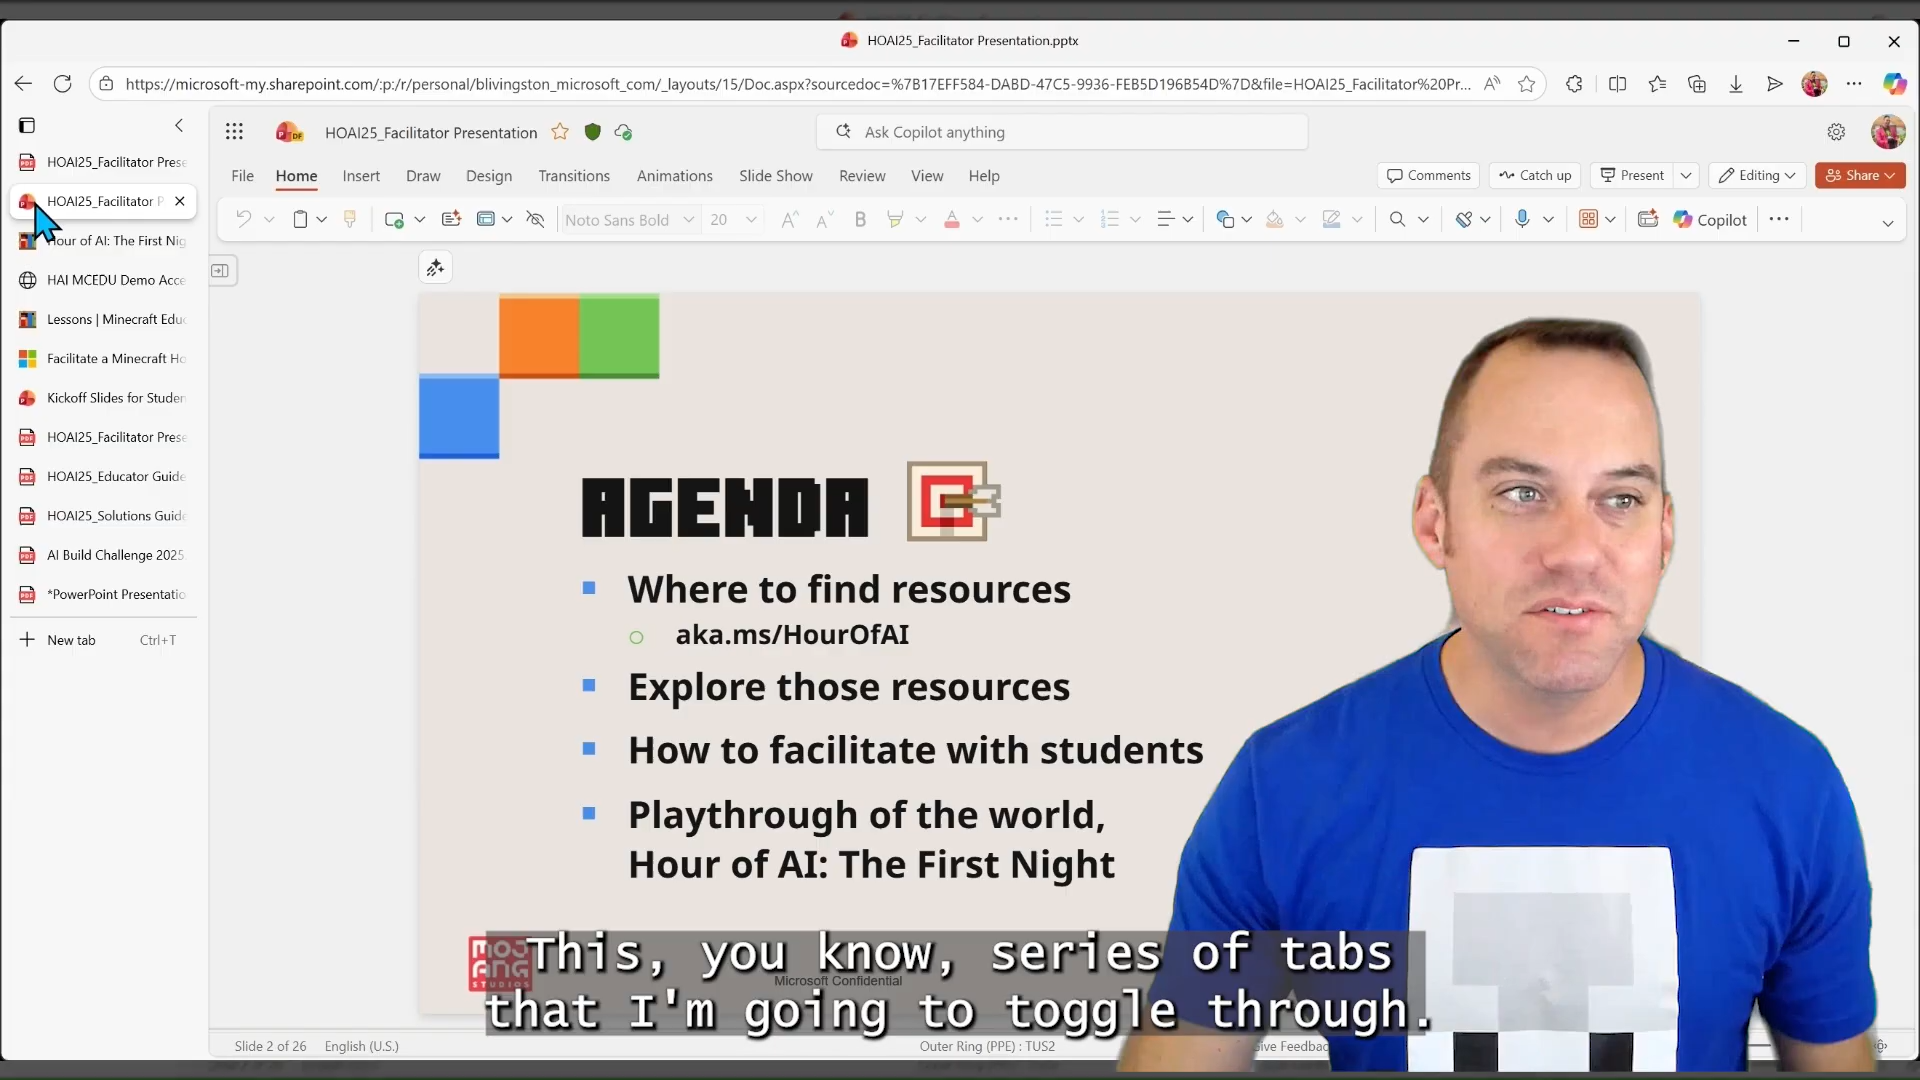 HOAI25_Facilitator Presentation.pptx
https://microsoft-my.sharepoint.com/:p:/r/personal/blivingston_microsoft_com/_layouts/15/Doc.aspx?sourcedoc=%7B17EFF584-DABD-47C5-9936-FEB5D196B54D%7D&file=HOAI25_Facilitator%20Pr...
HOAI25_Facilitator Prese
HOAI25_Facilitator P
Hour of AI: The First Nig
HAI MCEDU Demo Acce
Lessons | Minecraft Educ
Facilitate a Minecraft Ho
Kickoff Slides for Studen
HOAI25_Facilitator Prese
HOAI25_Educator Guide
HOAI25_Solutions Guide
AI Build Challenge 2025
*PowerPoint Presentatio
New tab Ctrl+T
HOAI25_Facilitator Presentation
Ask Copilot anything
File Home Insert Draw Design Transitions Animations Slide Show Review View Help
Comments Catch up Present Editing Share
Noto Sans Bold 20
Copilot
AGENDA
Where to find resources
aka.ms/HourOfAI
Explore those resources
How to facilitate with students
Playthrough of the world,
Hour of AI: The First Night
MOJ
ANG
STUDIOS
Microsoft Confidential
This, you know, series of tabs
that I'm going to toggle through.
Slide 2 of 26 English (U.S.) Outer Ring (PPE) : TUS2